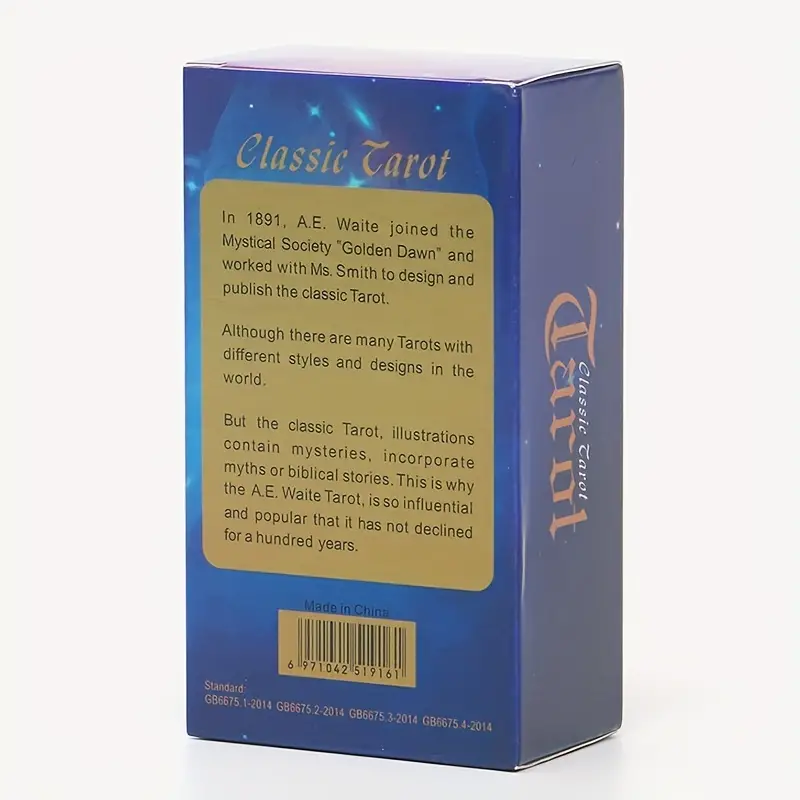 Classic Tarot
In 1891, A.E. Waite joined the
Mystical Society "Golden Dawn" and
worked with Ms. Smith to design and
publish the classic Tarot.
Although there are many Tarots with
different styles and designs in the
world.
But the classic Tarot, illustrations
contain mysteries, incorporate
myths or biblical stories. This is why
the A.E. Waite Tarot, is so influential
and popular that it has not declined
for a hundred years.
Made in China
6 971042 519161
Standard:
GB6675.1-2014 GB6675.2-2014 GB6675.3-2014 GB6675.4-2014
Tarot
Classic Tarot